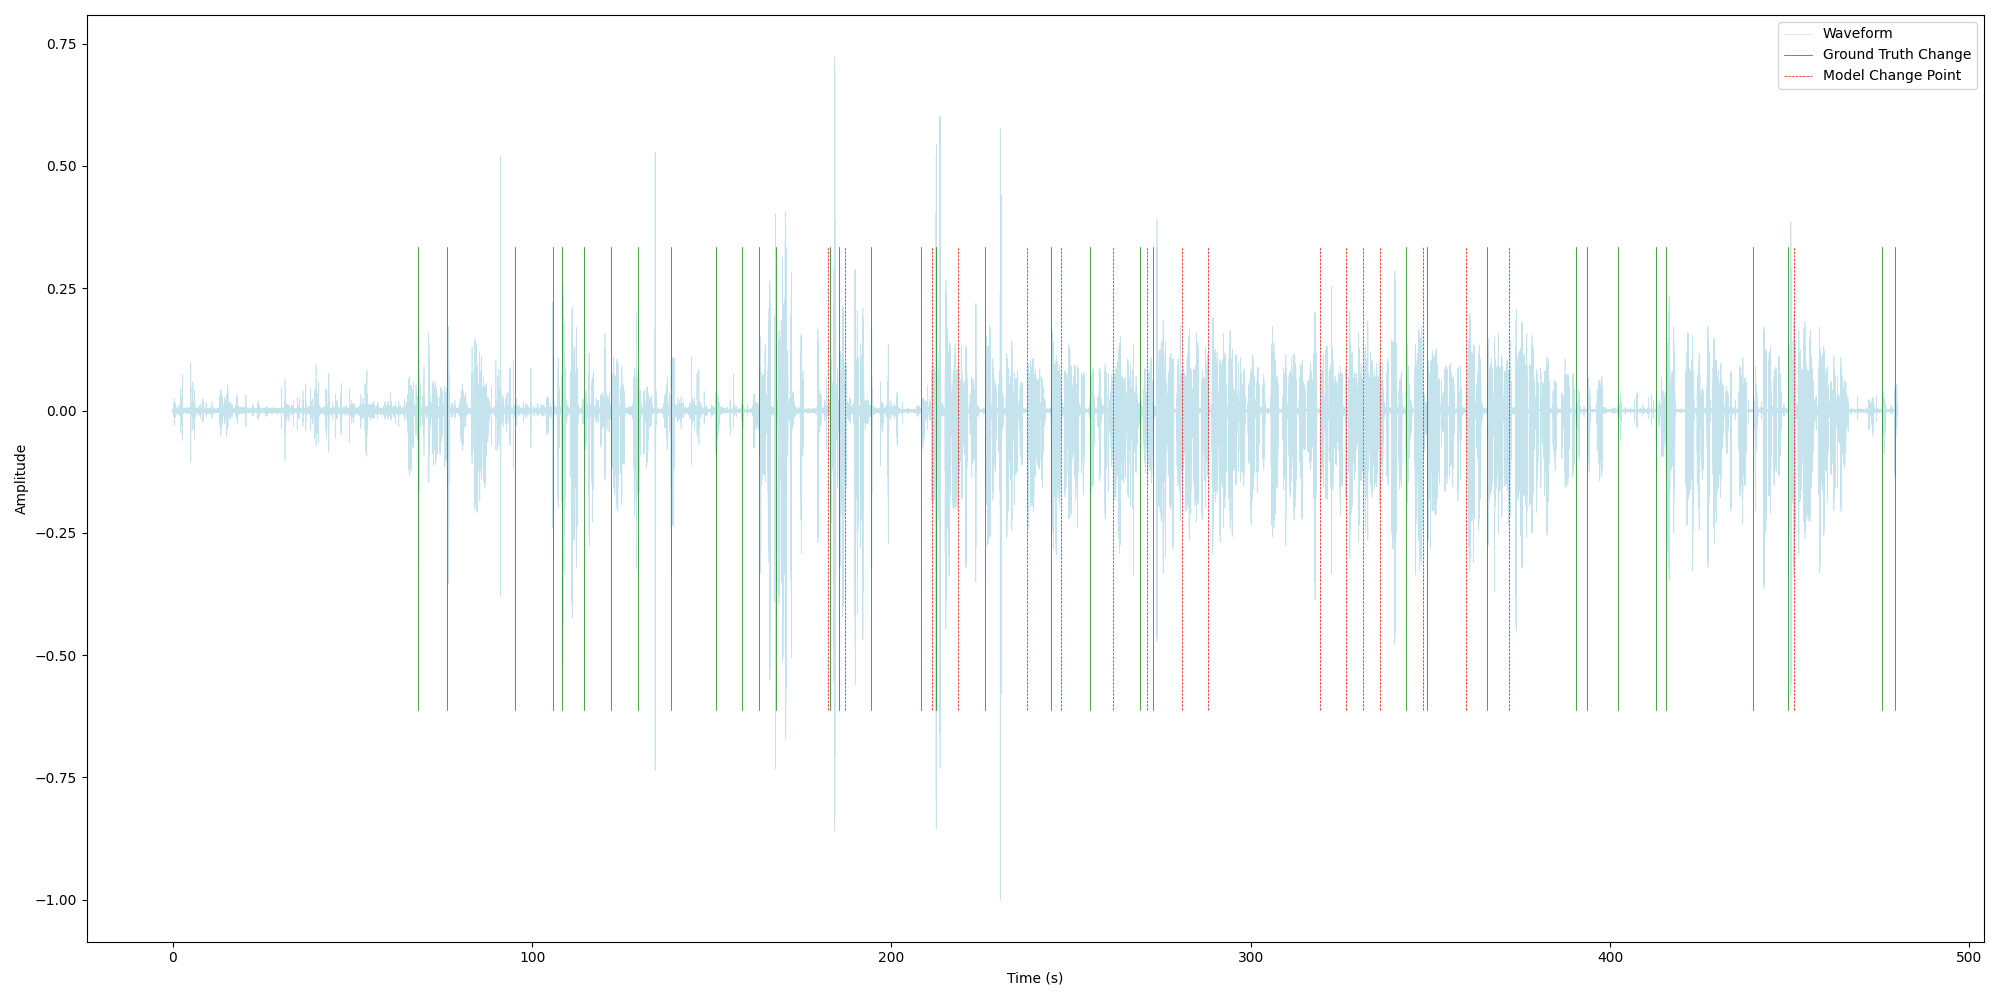 Waveform
Ground Truth Change
Model Change Point
0.75
0.50
0.25
0.00
−0.25
−0.50
−0.75
−1.00
Amplitude
0 100 200 300 400 500
Time (s)